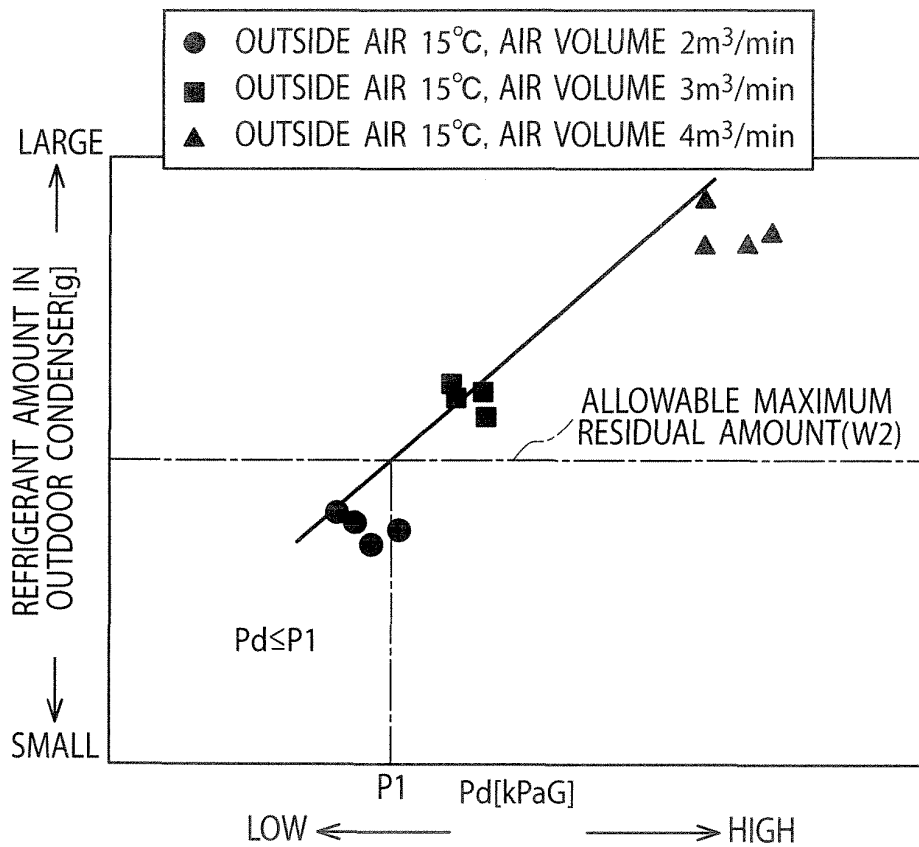 ● OUTSIDE AIR 15°C, AIR VOLUME 2m³/min
■ OUTSIDE AIR 15°C, AIR VOLUME 3m³/min
▲ OUTSIDE AIR 15°C, AIR VOLUME 4m³/min
LARGE
REFRIGERANT AMOUNT IN
OUTDOOR CONDENSER[g]
SMALL
ALLOWABLE MAXIMUM
RESIDUAL AMOUNT(W2)
Pd≤P1
P1
Pd[kPaG]
LOW
HIGH